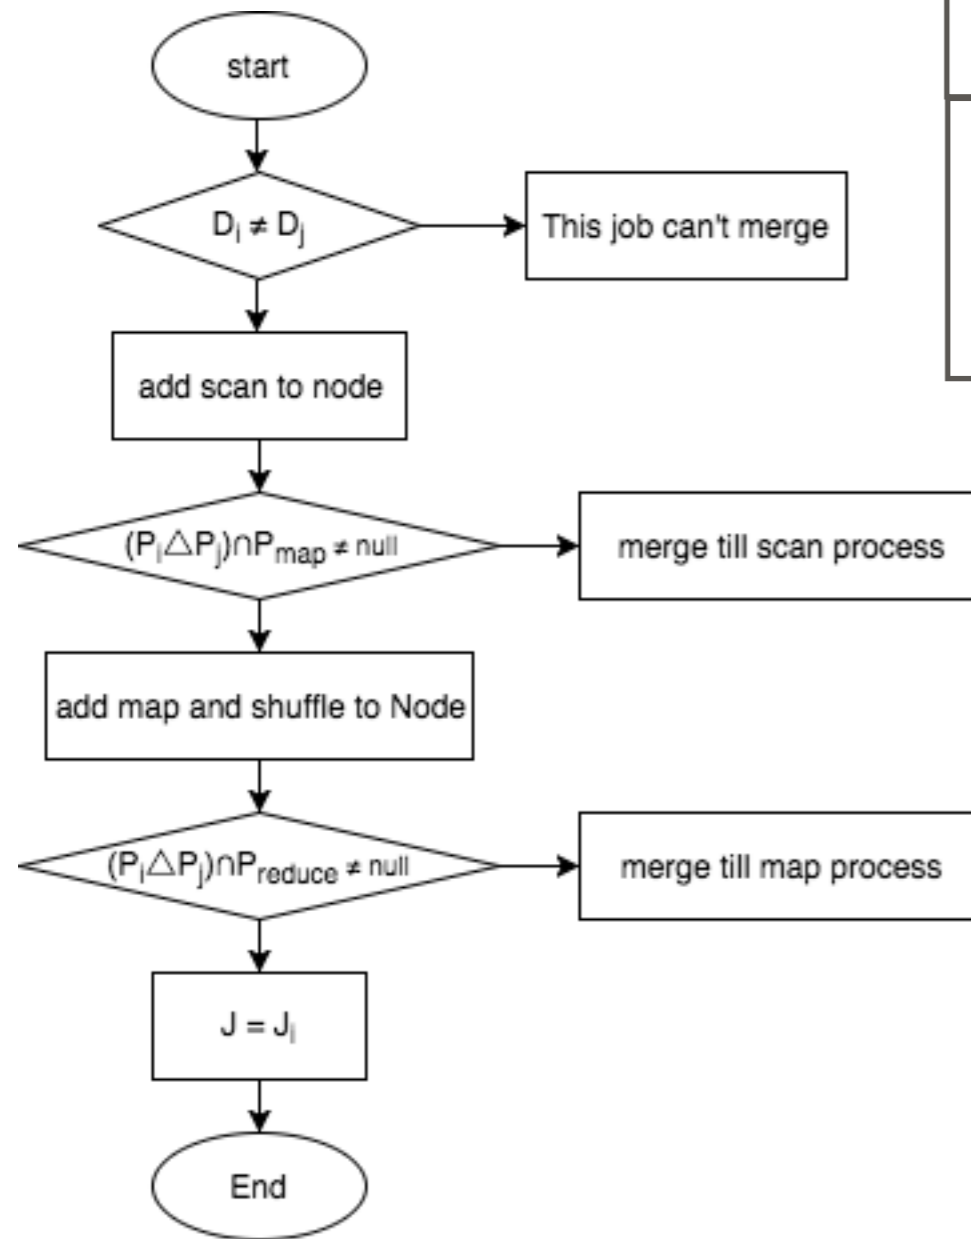 start
Di ≠ Dj
This job can't merge
add scan to node
(Pi△Pj)∩Pmap ≠ null
merge till scan process
add map and shuffle to Node
(Pi△Pj)∩Preduce ≠ null
merge till map process
J = Ji
End